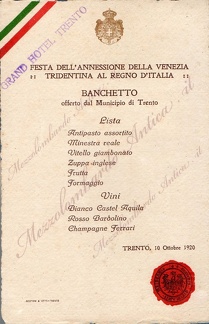 GRAND HOTEL TRENTO
FESTA DELL'ANNESSIONE DELLA VENEZIA
TRIDENTINA AL REGNO D'ITALIA
BANCHETTO
offerto dal Municipio di Trento
Lista
Antipasto assortito
Minestra reale
Vitello giambonato
Zuppa inglese
Frutta
Formaggio
Vini
Bianco Castel Aquila
Rosso Bardolino
Champagne Ferrari
TRENTO, 10 Ottobre 1920